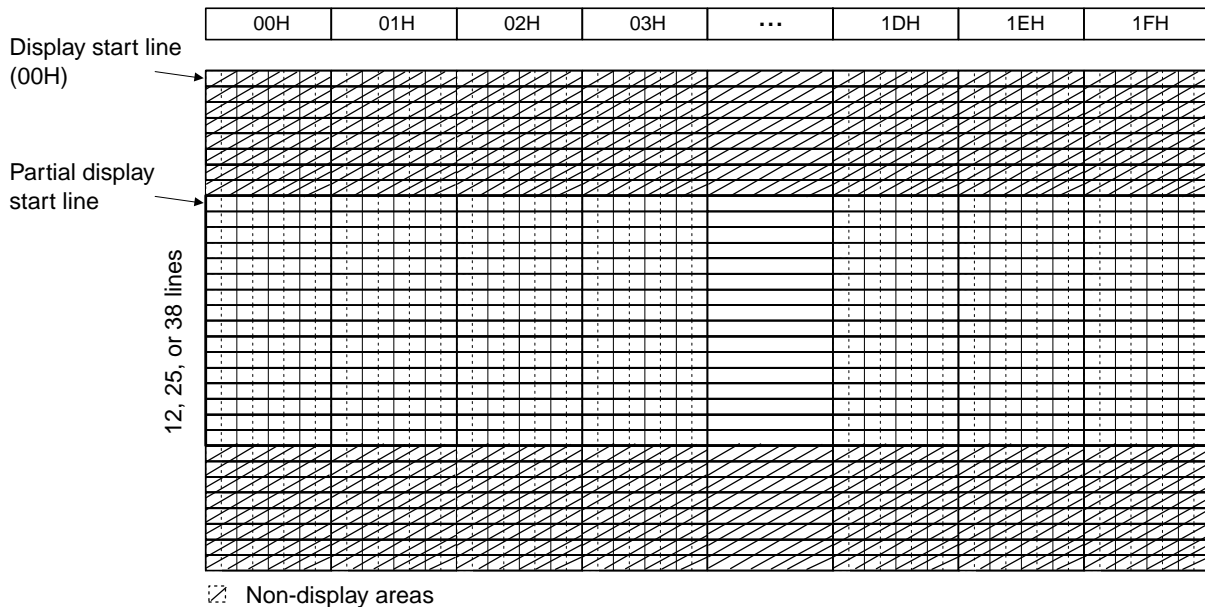 00H 01H 02H 03H ... 1DH 1EH 1FH
Display start line
(00H)
Partial display
start line
12, 25, or 38 lines
Non-display areas